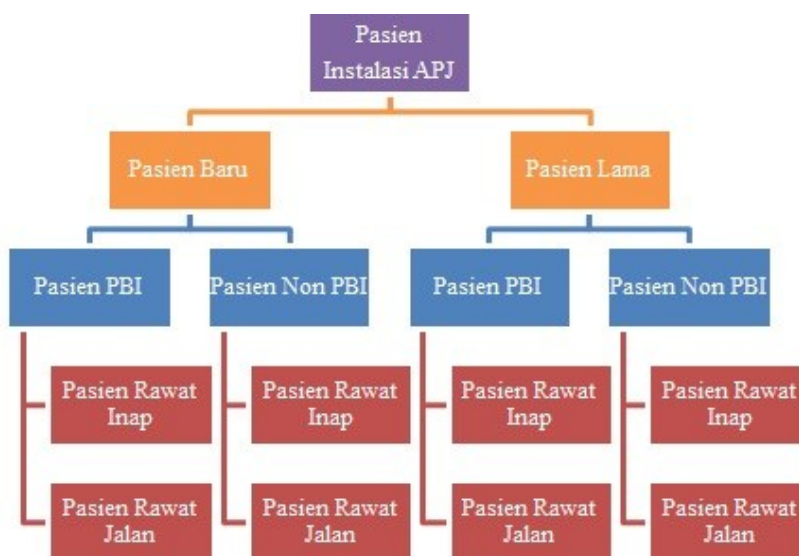 Pasien
Instalasi APJ
Pasien Baru
Pasien Lama
Pasien PBI
Pasien Non PBI
Pasien PBI
Pasien Non PBI
Pasien Rawat
Inap
Pasien Rawat
Inap
Pasien Rawat
Inap
Pasien Rawat
Inap
Pasien Rawat
Jalan
Pasien Rawat
Jalan
Pasien Rawat
Jalan
Pasien Rawat
Jalan